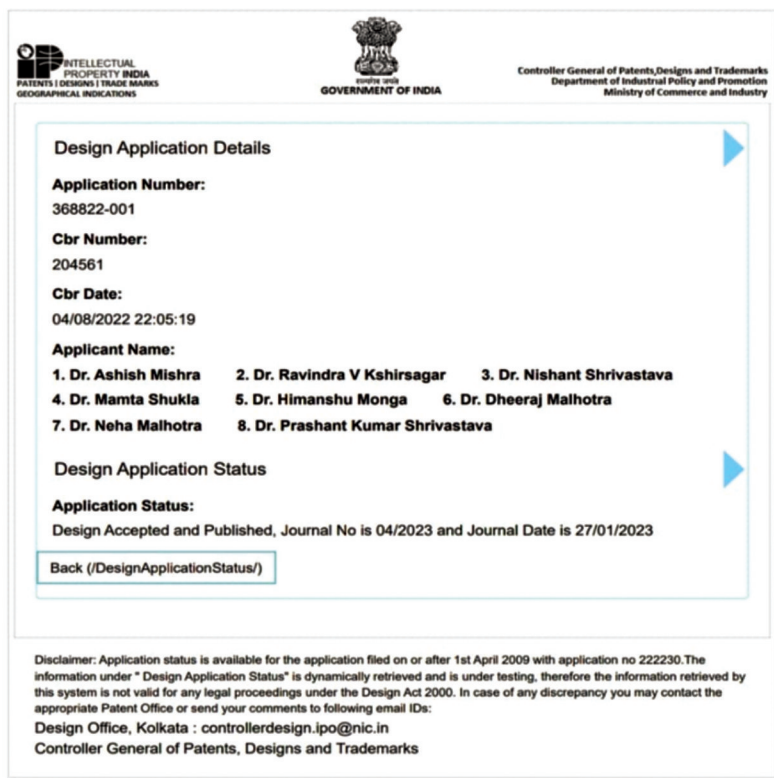 INTELLECTUAL
PROPERTY INDIA
PATENTS | DESIGNS | TRADE MARKS
GEOGRAPHICAL INDICATIONS
सत्यमेव जयते
GOVERNMENT OF INDIA
Controller General of Patents,Designs and Trademarks
Department of Industrial Policy and Promotion
Ministry of Commerce and Industry
Design Application Details
Application Number:
368822-001
Cbr Number:
204561
Cbr Date:
04/08/2022 22:05:19
Applicant Name:
1. Dr. Ashish Mishra 2. Dr. Ravindra V Kshirsagar 3. Dr. Nishant Shrivastava
4. Dr. Mamta Shukla 5. Dr. Himanshu Monga 6. Dr. Dheeraj Malhotra
7. Dr. Neha Malhotra 8. Dr. Prashant Kumar Shrivastava
Design Application Status
Application Status:
Design Accepted and Published, Journal No is 04/2023 and Journal Date is 27/01/2023
Back (/DesignApplicationStatus/)
Disclaimer: Application status is available for the application filed on or after 1st April 2009 with application no 222230.The
information under " Design Application Status" is dynamically retrieved and is under testing, therefore the information retrieved by
this system is not valid for any legal proceedings under the Design Act 2000. In case of any discrepancy you may contact the
appropriate Patent Office or send your comments to following email IDs:
Design Office, Kolkata : controllerdesign.ipo@nic.in
Controller General of Patents, Designs and Trademarks